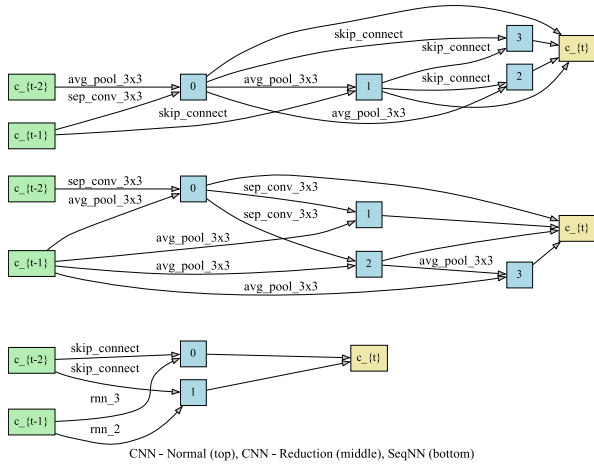 skip_connect
3
c_{t}
skip_connect
c_{t-2}
avg_pool_3x3
0
avg_pool_3x3
1
skip_connect
2
sep_conv_3x3
skip_connect
avg_pool_3x3
c_{t-1}
c_{t-2}
sep_conv_3x3
0
sep_conv_3x3
avg_pool_3x3
sep_conv_3x3
1
c_{t}
avg_pool_3x3
c_{t-1}
avg_pool_3x3
2
avg_pool_3x3
3
avg_pool_3x3
c_{t-2}
skip_connect
0
c_{t}
skip_connect
1
rnn_3
c_{t-1}
rnn_2
CNN - Normal (top), CNN - Reduction (middle), SeqNN (bottom)